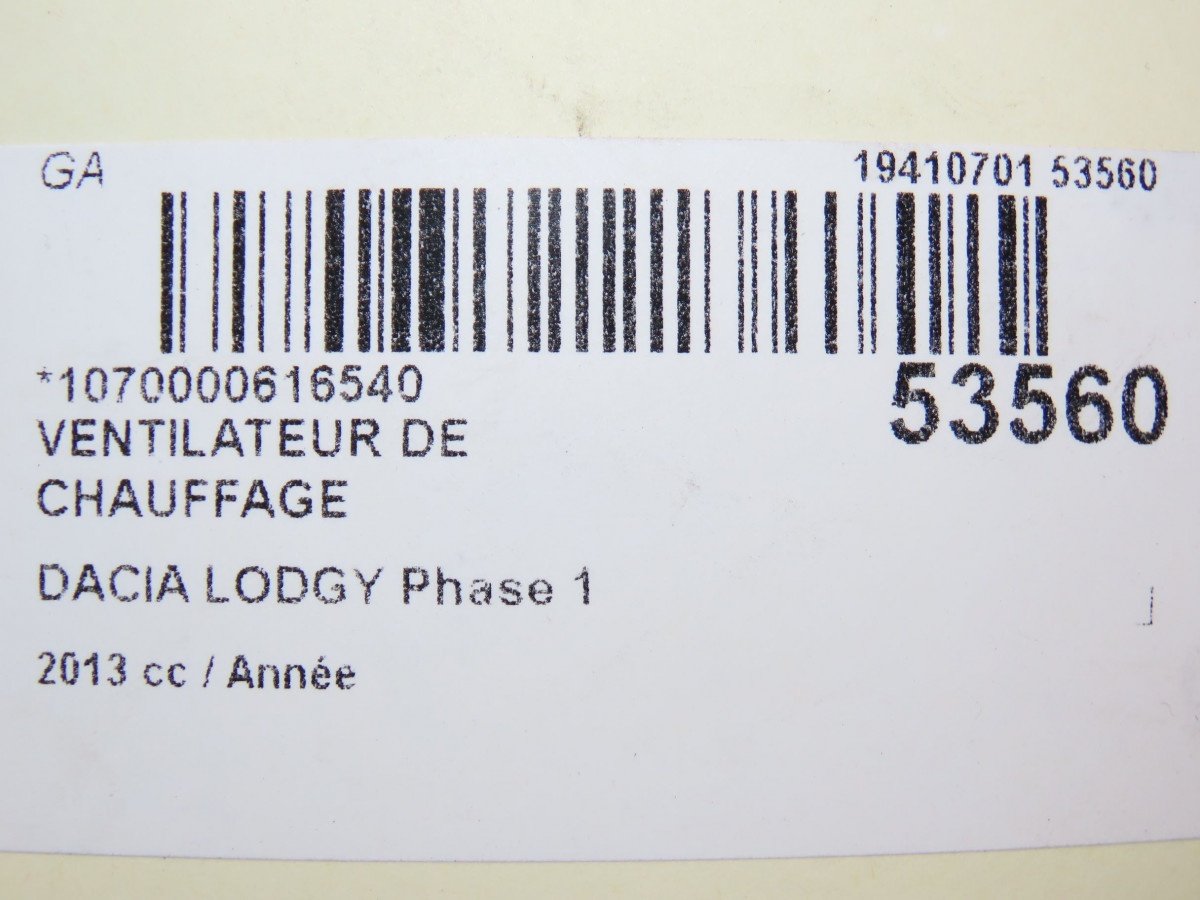 GA 19410701 53560
*1070000616540
53560
VENTILATEUR DE
CHAUFFAGE
DACIA LODGY Phase 1
2013 cc / Année